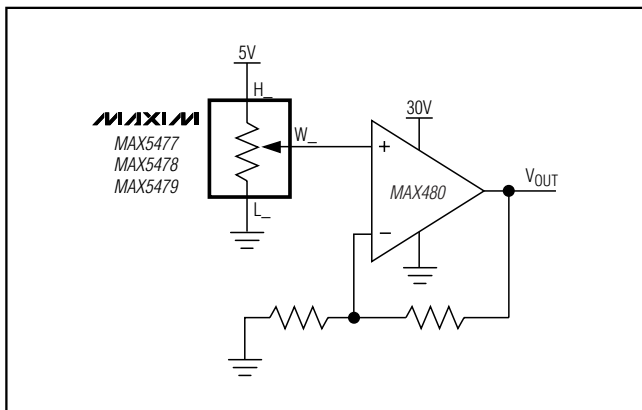 5V
H_
MAXIM
MAX5477
MAX5478
MAX5479
W_
L_
30V
+
MAX480
−
VOUT